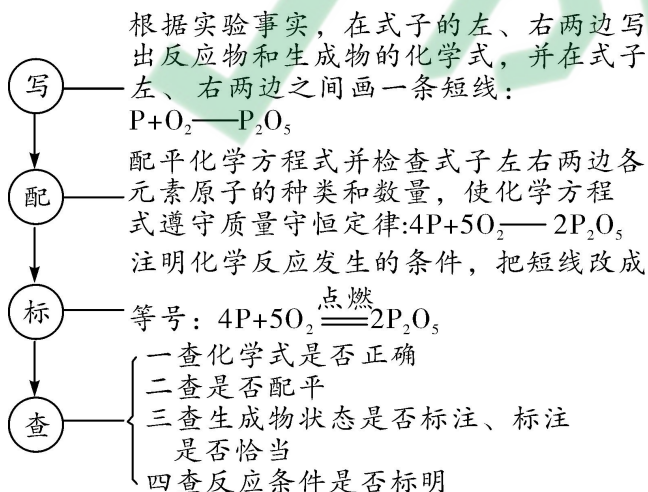 根据实验事实，在式子的左、右两边写
出反应物和生成物的化学式，并在式子
写
左、右两边之间画一条短线：
P+O₂——P₂O₅
配平化学方程式并检查式子左右两边各
配
元素原子的种类和数量，使化学方程
式遵守质量守恒定律:4P+5O₂—— 2P₂O₅
注明化学反应发生的条件，把短线改成
标
点燃
等号：4P+5O₂══2P₂O₅
一查化学式是否正确
二查是否配平
查
三查生成物状态是否标注、标注
是否恰当
四查反应条件是否标明